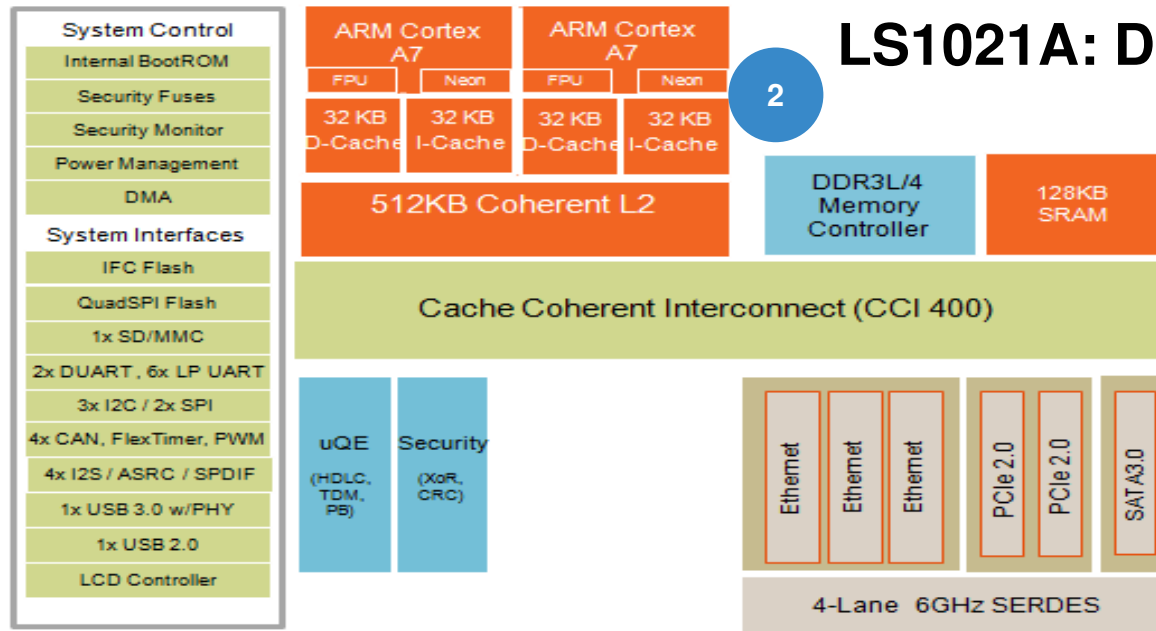 LS1021A: D
System Control
Internal BootROM
Security Fuses
Security Monitor
Power Management
DMA
System Interfaces
IFC Flash
QuadSPI Flash
1x SD/MMC
2x DUART, 6x LP UART
3x I2C / 2x SPI
4x CAN, FlexTimer, PWM
4x I2S / ASRC / SPDIF
1x USB 3.0 w/PHY
1x USB 2.0
LCD Controller
ARM Cortex
A7
FPU
Neon
32 KB
D-Cache
32 KB
I-Cache
ARM Cortex
A7
FPU
Neon
32 KB
D-Cache
32 KB
I-Cache
2
512KB Coherent L2
DDR3L/4
Memory
Controller
128KB
SRAM
Cache Coherent Interconnect (CCI 400)
uQE
(HDLC,
TDM,
PB)
Security
(XoR,
CRC)
Ethernet
Ethernet
Ethernet
PCIe 2.0
PCIe 2.0
SATA3.0
4-Lane 6GHz SERDES